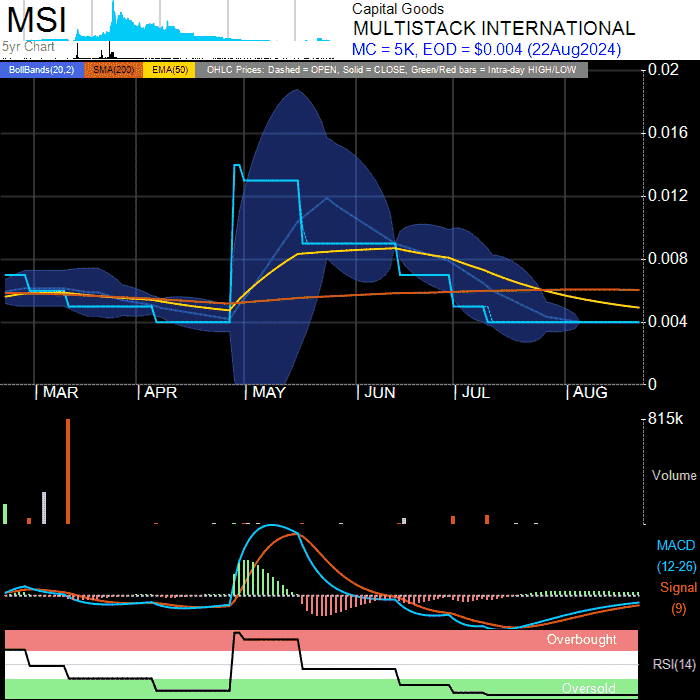 MSI
5yr Chart
Capital Goods
MULTISTACK INTERNATIONAL
MC = 5K, EOD = $0.004 (22Aug2024)
BollBands(20,2) SMA(200) EMA(50) OHLC Prices: Dashed = OPEN, Solid = CLOSE, Green/Red bars = Intra-day HIGH/LOW
0.02
0.016
0.012
0.008
0.004
0
MAR APR MAY JUN JUL AUG
815k
Volume
MACD
(12-26)
Signal
(9)
Overbought
RSI(14)
Oversold